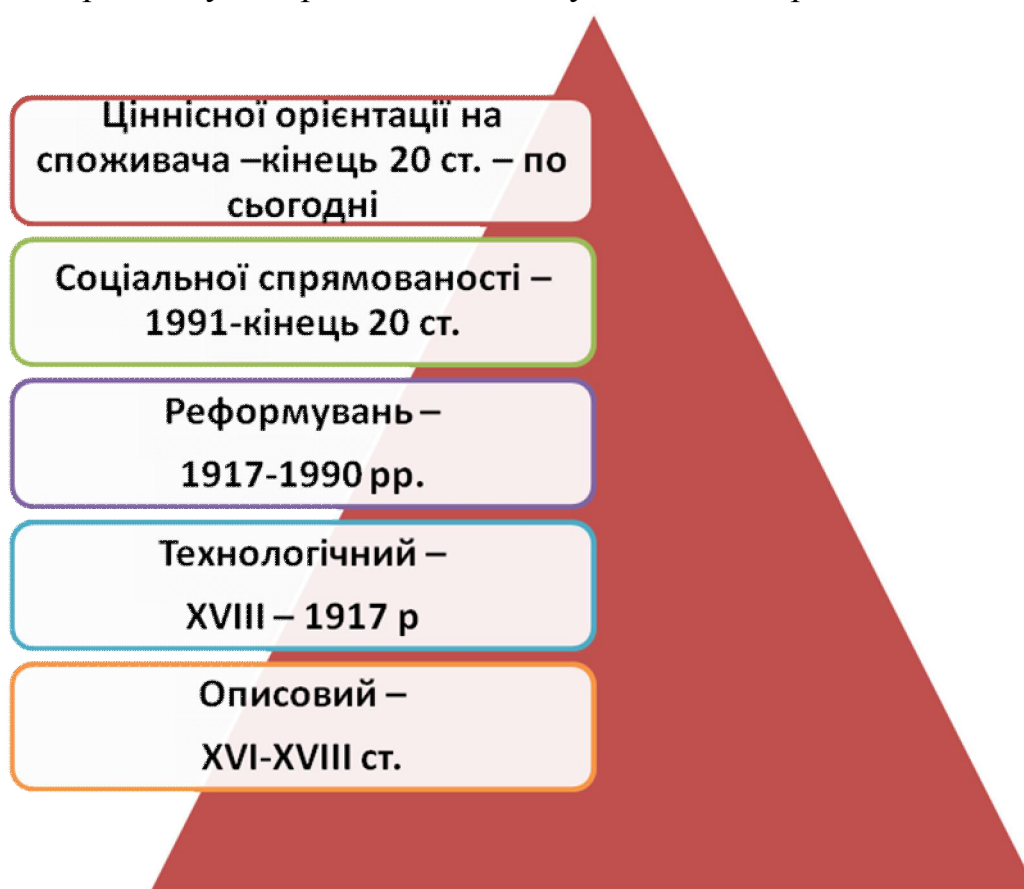 Ціннісної орієнтації на
споживача –кінець 20 ст. – по
сьогодні
Соціальної спрямованості –
1991-кінець 20 ст.
Реформувань –
1917-1990 рр.
Технологічний –
XVIII – 1917 р
Описовий –
XVI-XVIII ст.